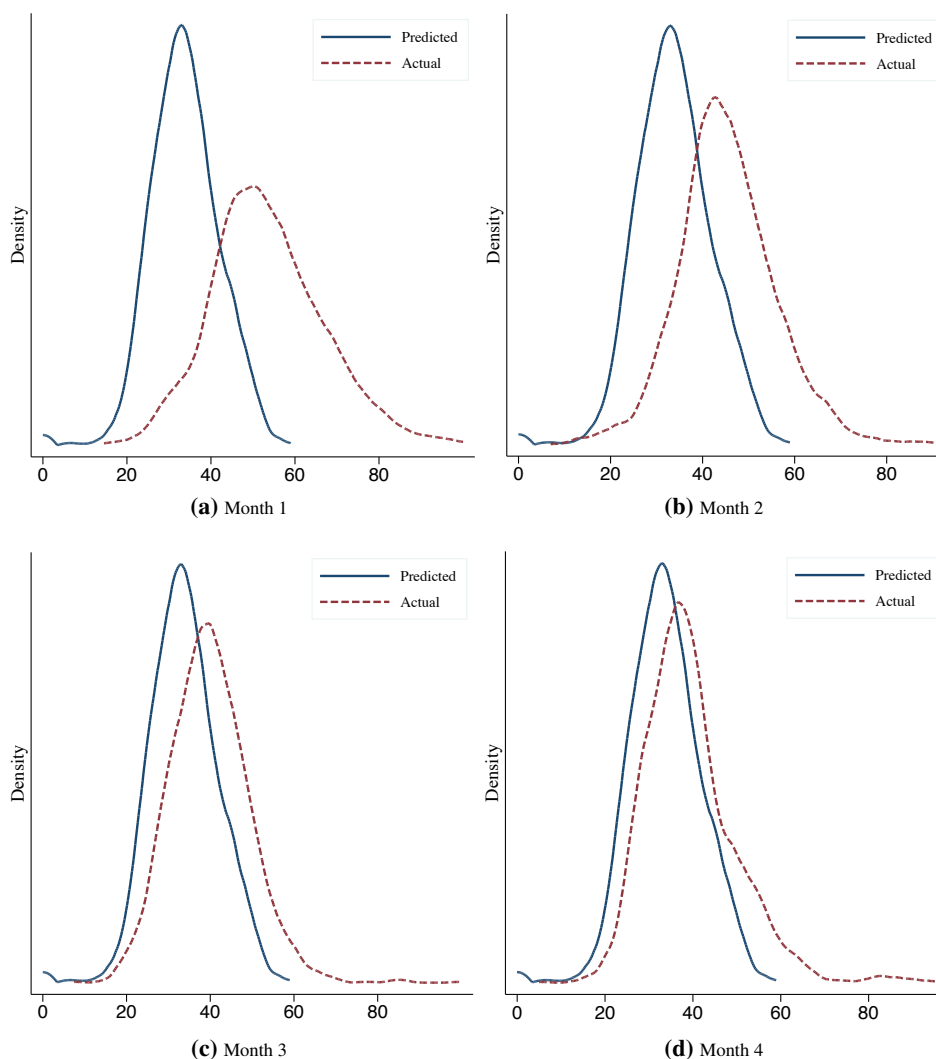 Predicted
Actual
Density
0 20 40 60 80
(a) Month 1
Predicted
Actual
Density
0 20 40 60 80
(b) Month 2
Predicted
Actual
Density
0 20 40 60 80
(c) Month 3
Predicted
Actual
Density
0 20 40 60 80
(d) Month 4